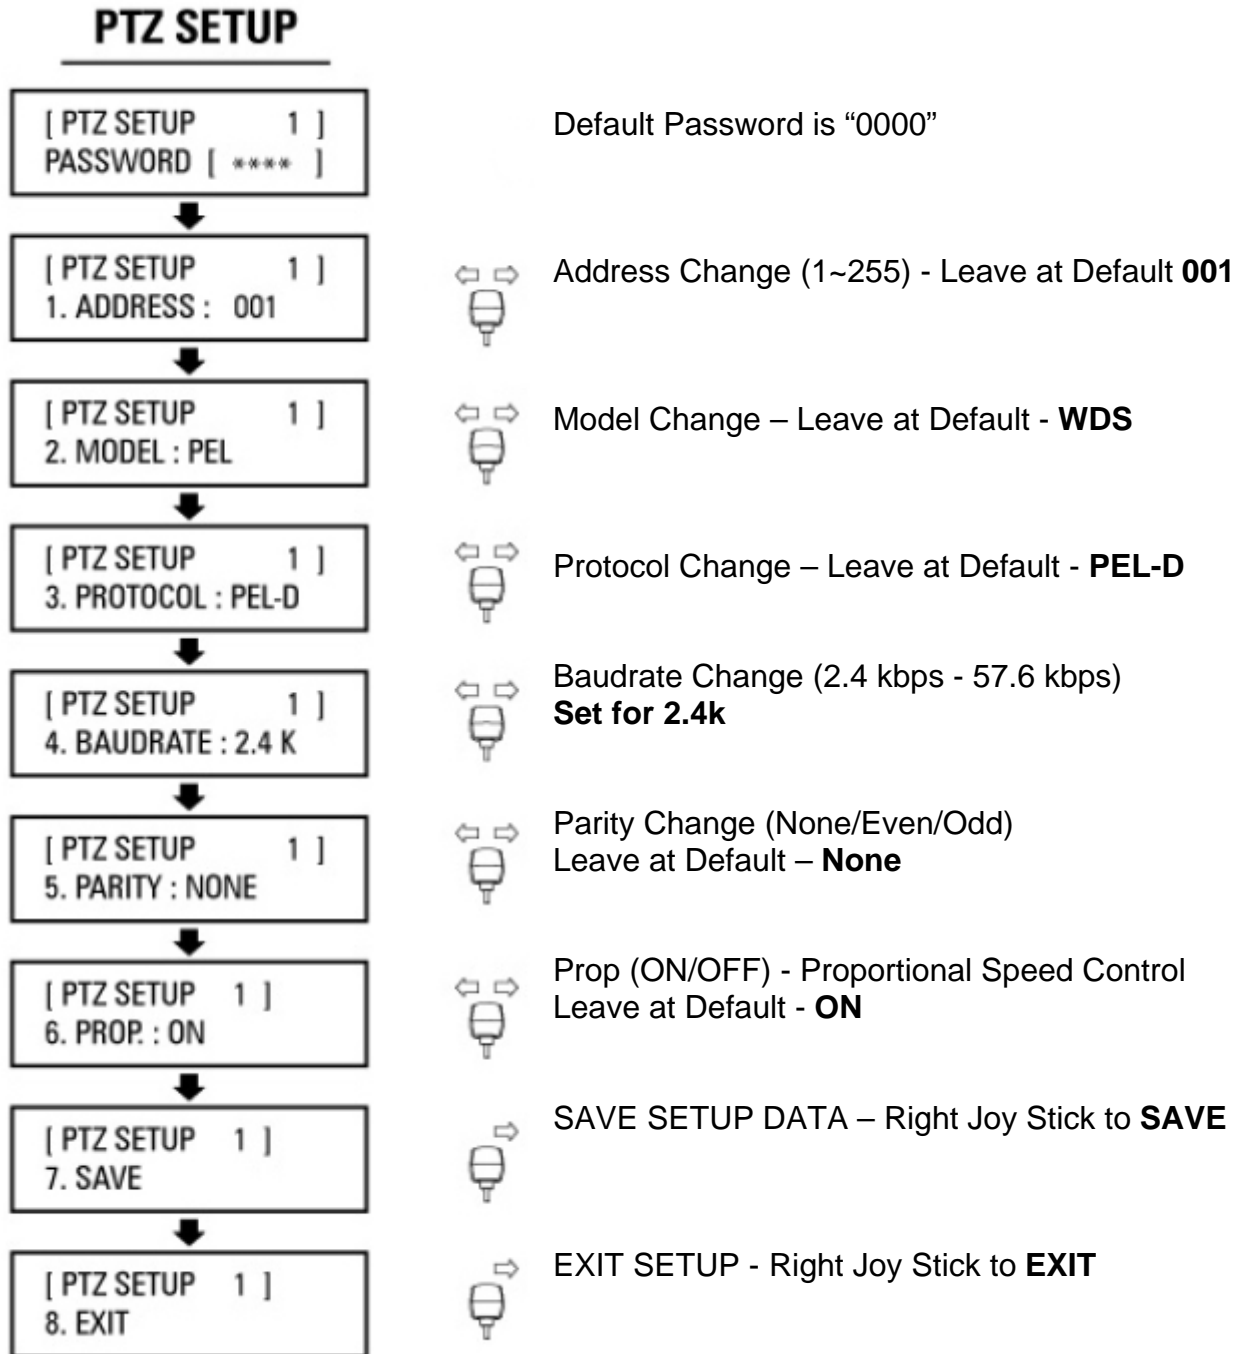 PTZ SETUP
[ PTZ SETUP 1 ]
PASSWORD [ **** ]
Default Password is “0000”
[ PTZ SETUP 1 ]
1. ADDRESS : 001
Address Change (1~255) - Leave at Default 001
[ PTZ SETUP 1 ]
2. MODEL : PEL
Model Change – Leave at Default - WDS
[ PTZ SETUP 1 ]
3. PROTOCOL : PEL-D
Protocol Change – Leave at Default - PEL-D
[ PTZ SETUP 1 ]
4. BAUDRATE : 2.4 K
Baudrate Change (2.4 kbps - 57.6 kbps)
Set for 2.4k
[ PTZ SETUP 1 ]
5. PARITY : NONE
Parity Change (None/Even/Odd)
Leave at Default – None
[ PTZ SETUP 1 ]
6. PROP. : ON
Prop (ON/OFF) - Proportional Speed Control
Leave at Default - ON
[ PTZ SETUP 1 ]
7. SAVE
SAVE SETUP DATA – Right Joy Stick to SAVE
[ PTZ SETUP 1 ]
8. EXIT
EXIT SETUP - Right Joy Stick to EXIT